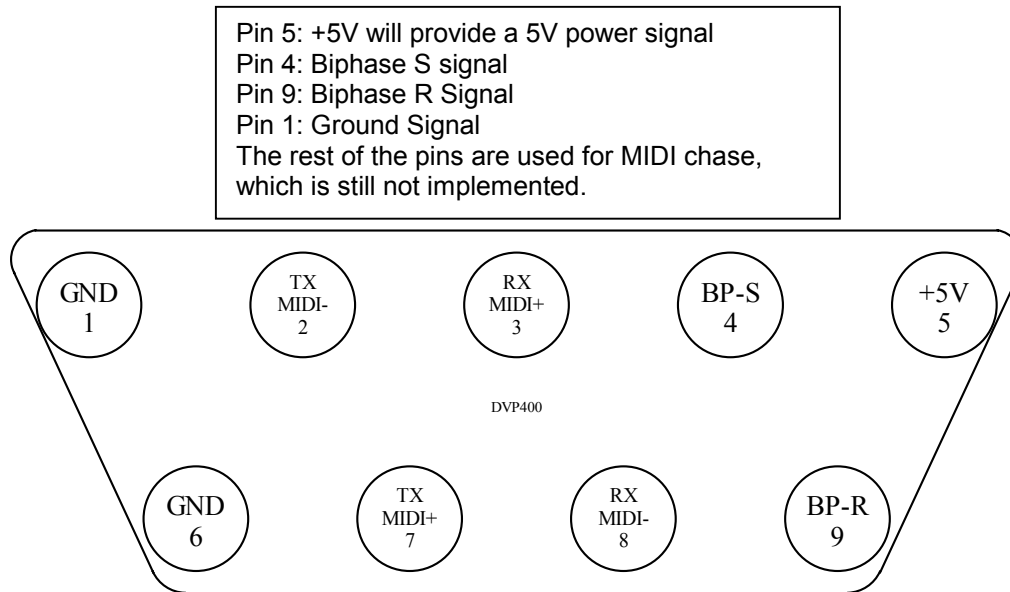 Pin 5: +5V will provide a 5V power signal
Pin 4: Biphase S signal
Pin 9: Biphase R Signal
Pin 1: Ground Signal
The rest of the pins are used for MIDI chase,
which is still not implemented.
GND
1
TX
MIDI-
2
RX
MIDI+
3
BP-S
4
+5V
5
DVP400
GND
6
TX
MIDI+
7
RX
MIDI-
8
BP-R
9